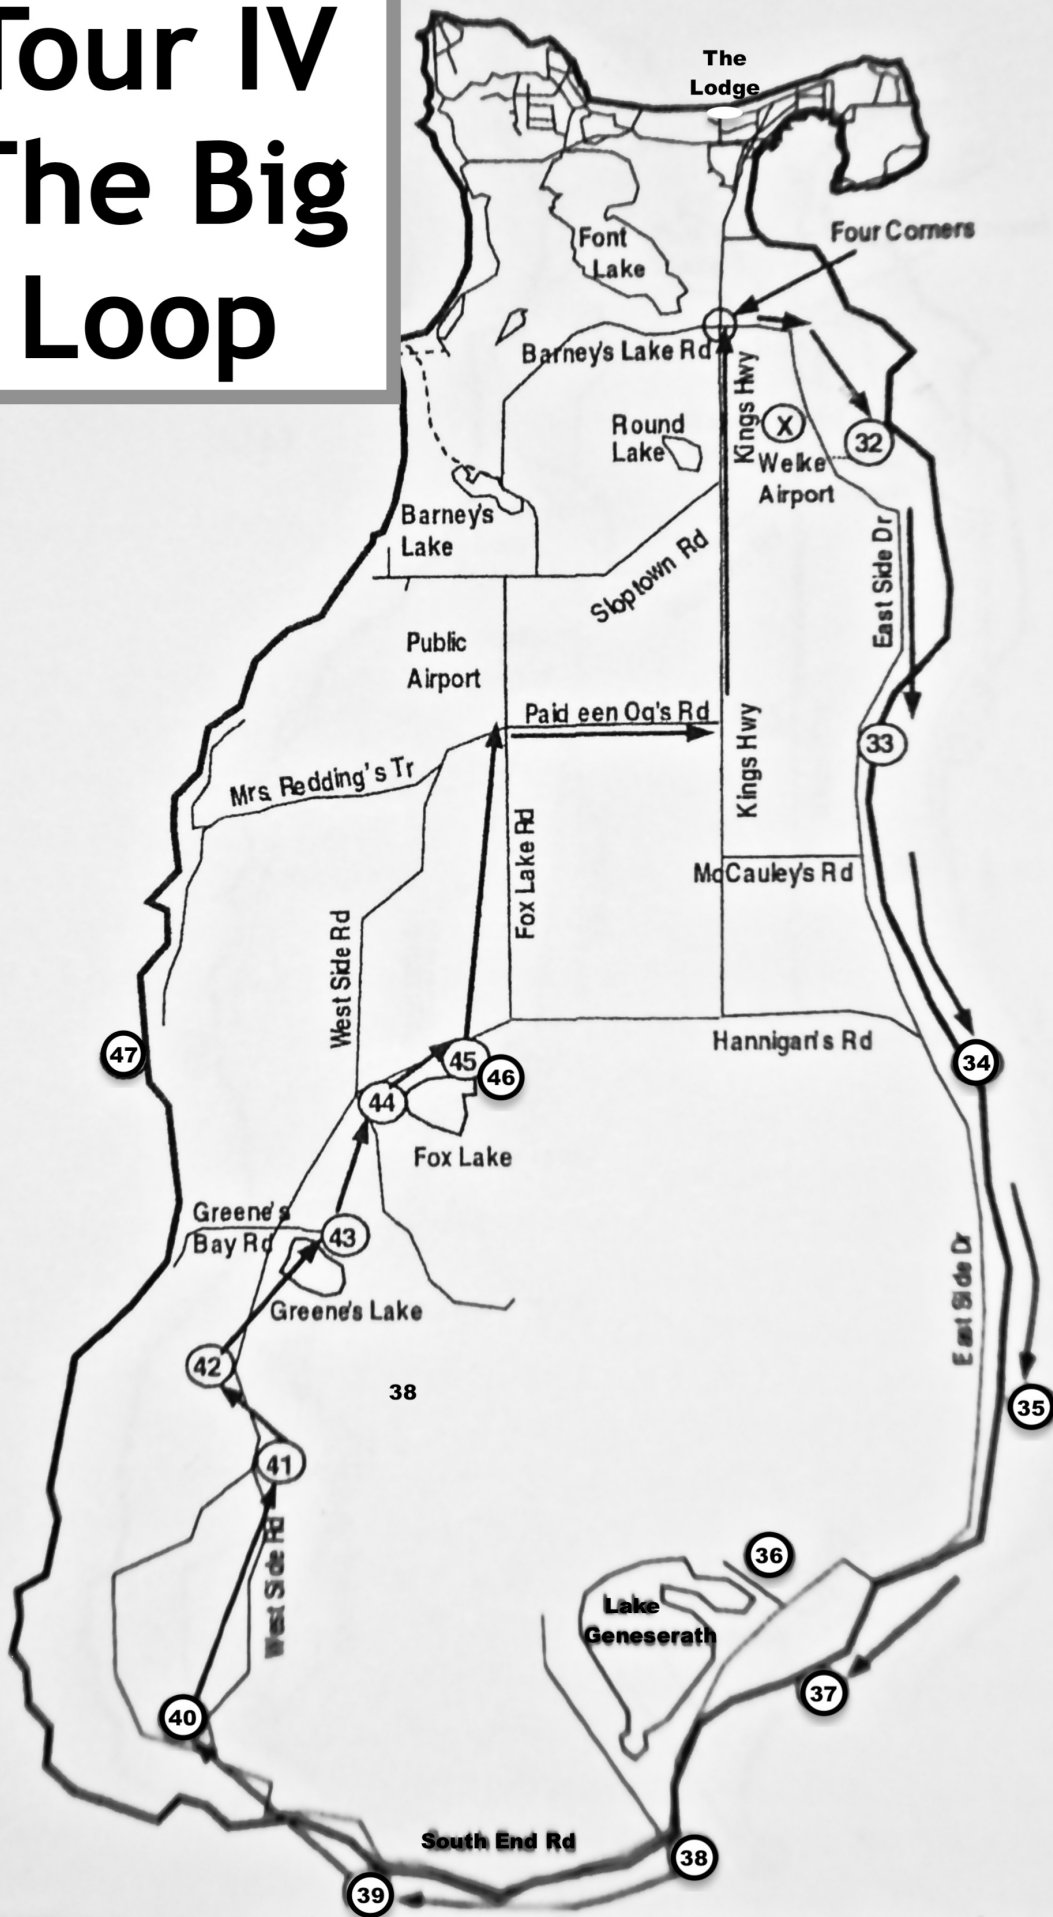 Tour IV
The Big
Loop
The
Lodge
Four Corners
Font
Lake
Barney's Lake Rd
Kings Hwy
Round
Lake
X
32
Welke
Airport
Barney's
Lake
Sloptown Rd
East Side Dr
Public
Airport
Paid een Og's Rd
33
Mrs. Redding's Tr
Kings Hwy
Fox Lake Rd
McCauley's Rd
West Side Rd
Hannigan's Rd
47
45
46
34
44
Fox Lake
Greene's
Bay Rd
43
East Side Dr
Greene's Lake
42
38
35
41
West Side Rd
36
Lake
Geneserath
37
40
South End Rd
38
39